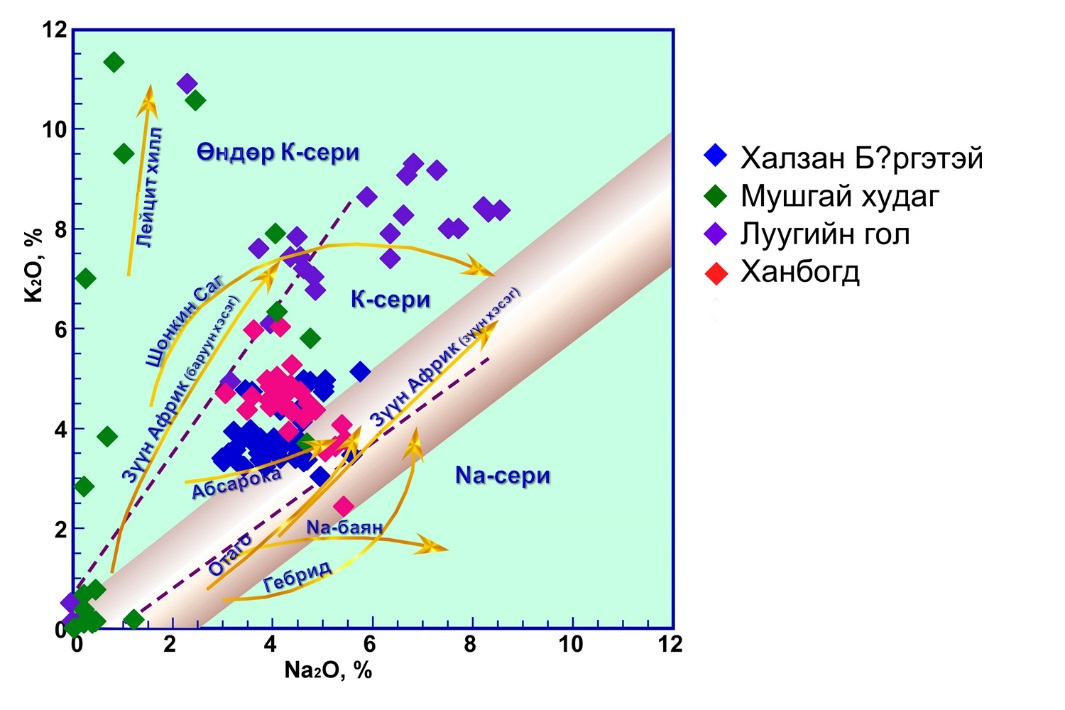 12
10
8
6
4
2
0
K₂O, %
0 2 4 6 8 10 12
Na₂O, %
Өндөр К-сери
Лейцит хилл
К-сери
Шонкин Саг
Зүүн Африк (баруун хэсэг)
Зүүн Африк (зүүн хэсэг)
Абсарока
Na-сери
Na-баян
Отаго
Гебрид
Халзан Б?ргэтэй
Мушгай худаг
Луугийн гол
Ханбогд